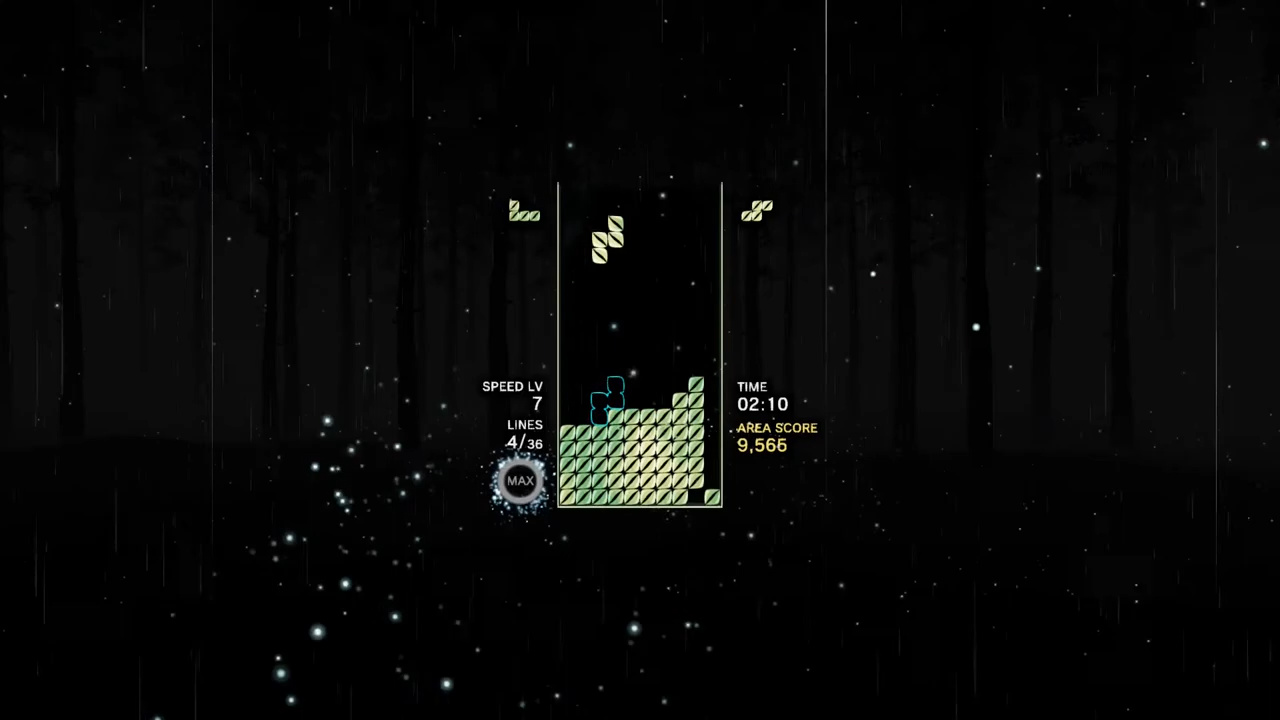 SPEED LV
7
LINES
4/36
MAX
TIME
02:10
AREA SCORE
9,566